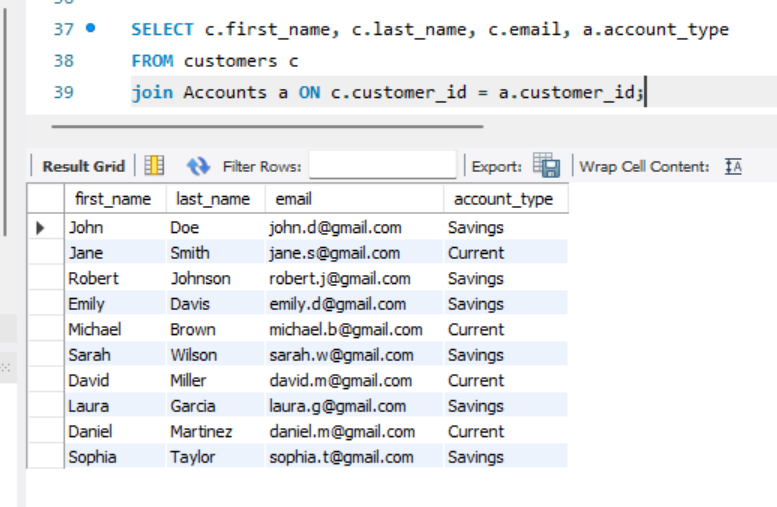 37 SELECT c.first_name, c.last_name, c.email, a.account_type
38 FROM customers c
39 join Accounts a ON c.customer_id = a.customer_id;
Result Grid Filter Rows: Export: Wrap Cell Content:
first_name last_name email account_type
John Doe john.d@gmail.com Savings
Jane Smith jane.s@gmail.com Current
Robert Johnson robert.j@gmail.com Savings
Emily Davis emily.d@gmail.com Savings
Michael Brown michael.b@gmail.com Current
Sarah Wilson sarah.w@gmail.com Savings
David Miller david.m@gmail.com Current
Laura Garcia laura.g@gmail.com Savings
Daniel Martinez daniel.m@gmail.com Current
Sophia Taylor sophia.t@gmail.com Savings